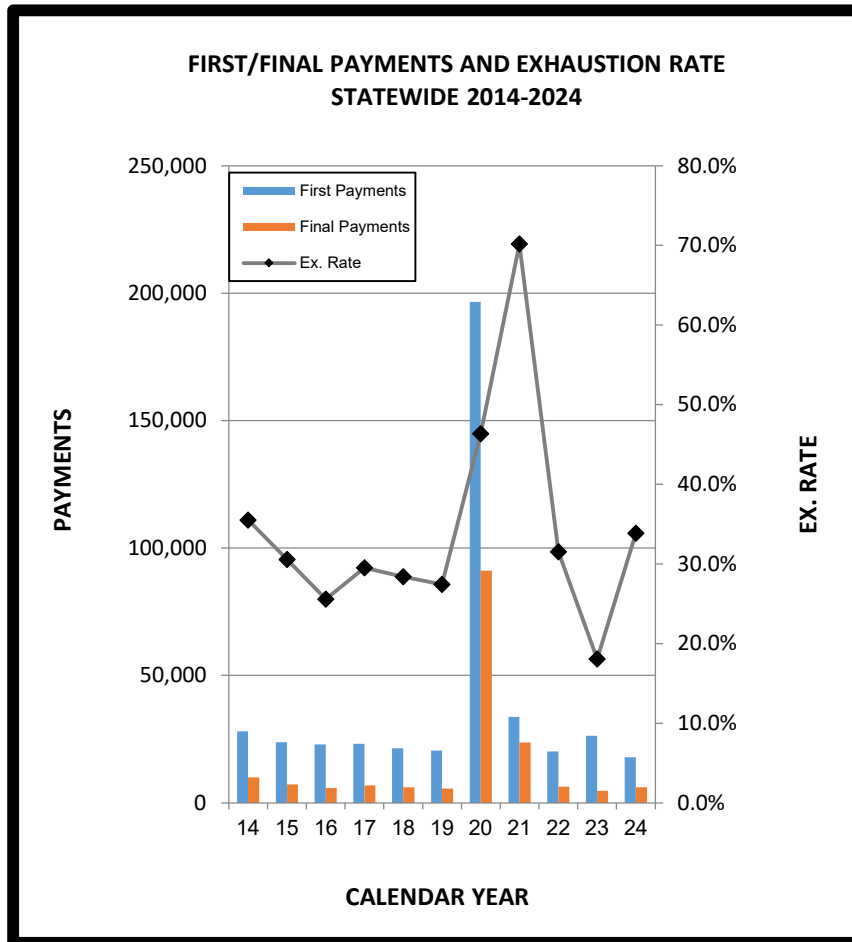 FIRST/FINAL PAYMENTS AND EXHAUSTION RATE
STATEWIDE 2014-2024
250,000
200,000
150,000
100,000
50,000
0
80.0%
70.0%
60.0%
50.0%
40.0%
30.0%
20.0%
10.0%
0.0%
First Payments
Final Payments
Ex. Rate
PAYMENTS
EX. RATE
14 15 16 17 18 19 20 21 22 23 24
CALENDAR YEAR